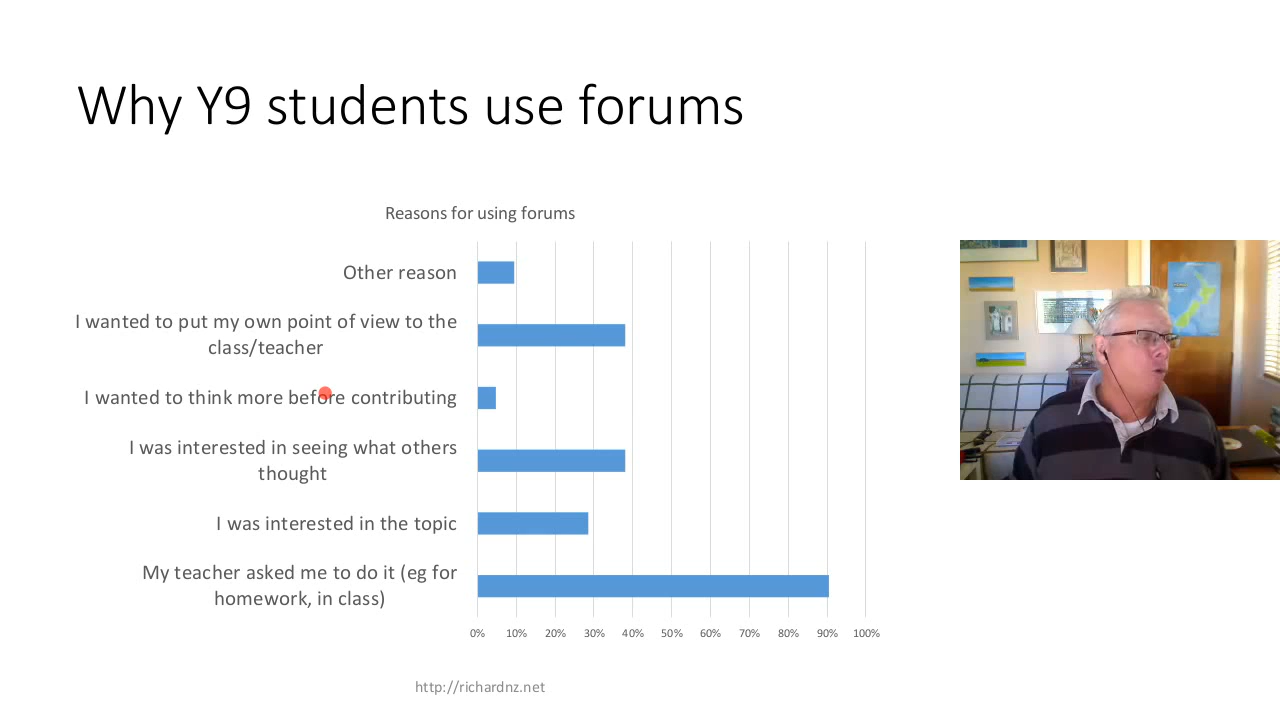 Why Y9 students use forums
Reasons for using forums
Other reason
I wanted to put my own point of view to the
class/teacher
I wanted to think more before contributing
I was interested in seeing what others
thought
I was interested in the topic
My teacher asked me to do it (eg for
homework, in class)
0% 10% 20% 30% 40% 50% 60% 70% 80% 90% 100%
http://richardnz.net